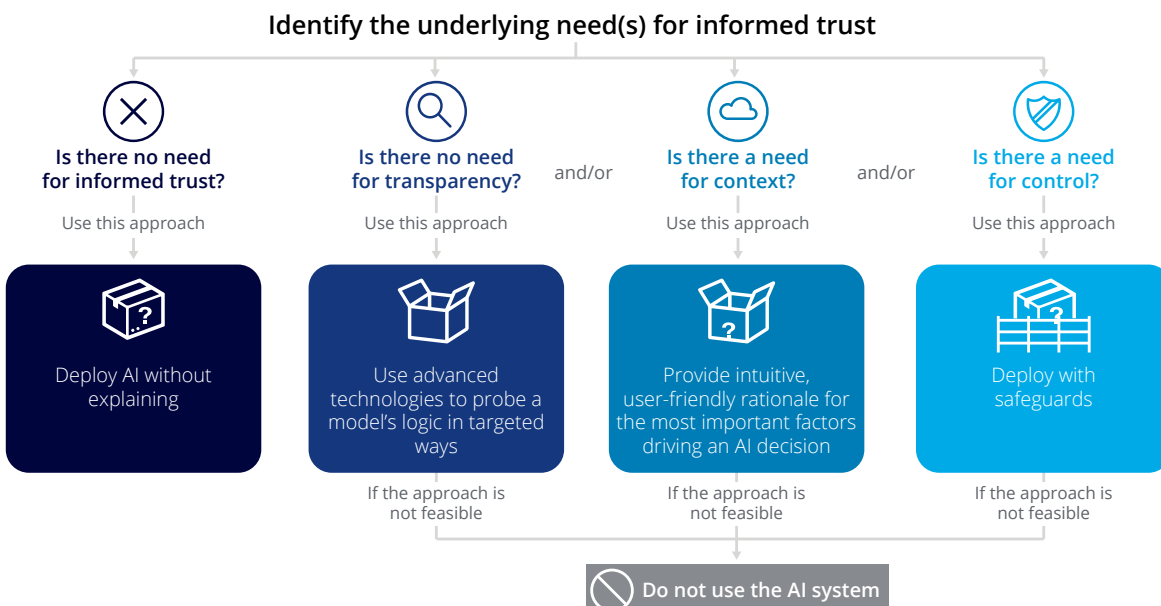 Identify the underlying need(s) for informed trust
Is there no need
for informed trust?
Use this approach
?
Deploy AI without
explaining
Is there no need
for transparency?
Use this approach
Use advanced
technologies to probe a
model's logic in targeted
ways
If the approach is
not feasible
and/or
Is there a need
for context?
Use this approach
?
Provide intuitive,
user-friendly rationale for
the most important factors
driving an AI decision
If the approach is
not feasible
and/or
Is there a need
for control?
Use this approach
?
Deploy with
safeguards
If the approach is
not feasible
Do not use the AI system